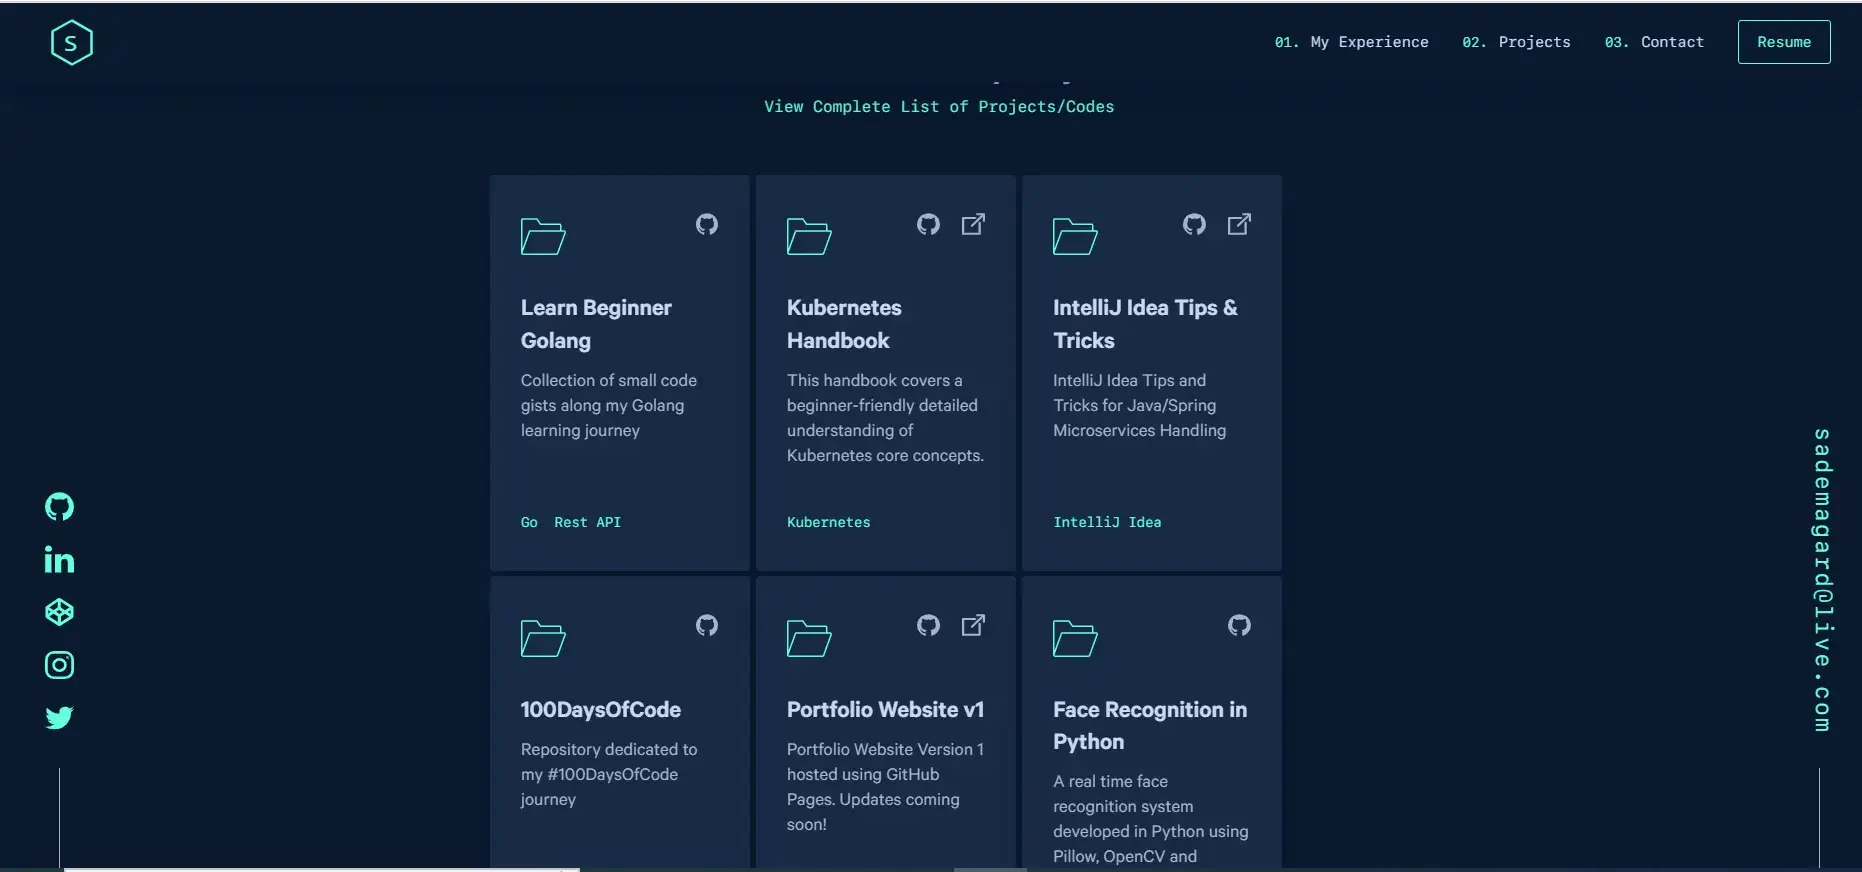 S
01. My Experience 02. Projects 03. Contact Resume
View Complete List of Projects/Codes
Learn Beginner
Golang
Collection of small code
gists along my Golang
learning journey
Go Rest API
Kubernetes
Handbook
This handbook covers a
beginner-friendly detailed
understanding of
Kubernetes core concepts.
Kubernetes
IntelliJ Idea Tips &
Tricks
IntelliJ Idea Tips and
Tricks for Java/Spring
Microservices Handling
IntelliJ Idea
100DaysOfCode
Repository dedicated to
my #100DaysOfCode
journey
Portfolio Website v1
Portfolio Website Version 1
hosted using GitHub
Pages. Updates coming
soon!
Face Recognition in
Python
A real time face
recognition system
developed in Python using
Pillow, OpenCV and
in
sademagard@live.com